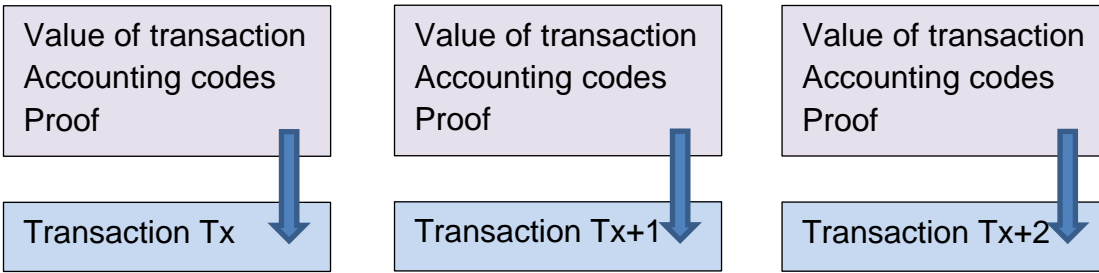 Value of transaction
Accounting codes
Proof
Value of transaction
Accounting codes
Proof
Value of transaction
Accounting codes
Proof
Transaction Tx
Transaction Tx+1
Transaction Tx+2